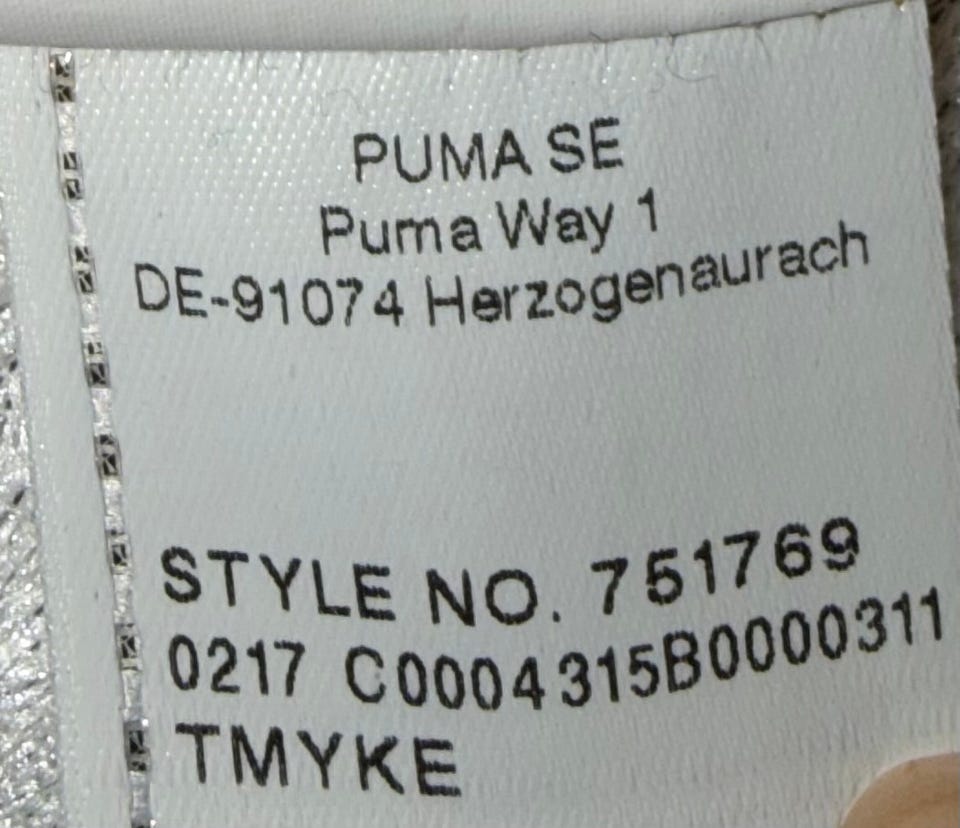 PUMA SE
Puma Way 1
DE-91074 Herzogenaurach
STYLE NO. 751769
0217 C0004315B0000311
TMYKE